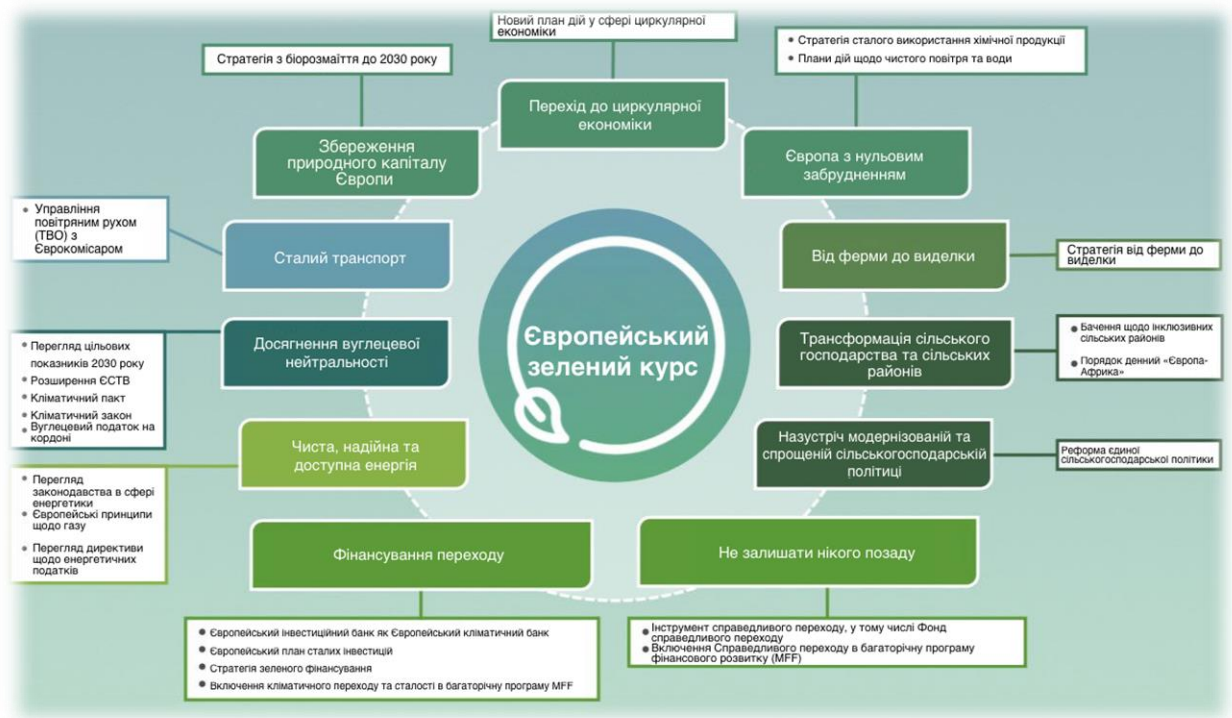 Новий план дій у сфері циркулярної
економіки
Стратегія з біорозмаїття до 2030 року
• Стратегія сталого використання хімічної продукції
• Плани дій щодо чистого повітря та води
Перехід до циркулярної
економіки
Збереження
природного капіталу
Європи
Європа з нульовим
забрудненням
• Управління
повітряним рухом
(ТВО) з
Єврокомісаром
Сталий транспорт
Від ферми до виделки
Стратегія від ферми до
виделки
Європейський
зелений курс
Досягнення вуглецевої
нейтральності
• Перегляд цільових
показників 2030 року
• Розширення ЄСТВ
• Кліматичний пакт
• Кліматичний закон
• Вуглецевий податок на
кордоні
Трансформація сільського
господарства та сільських
районів
• Бачення щодо інклюзивних
сільських районів
• Порядок денний «Європа-
Африка»
Чиста, надійна та
доступна енергія
• Перегляд
законодавства в сфері
енергетики
• Європейські принципи
щодо газу
• Перегляд директиви
щодо енергетичних
податків
Назустріч модернізованій та
спрощеній сільськогосподарській
політиці
Реформа єдиної
сільськогосподарської політики
Фінансування переходу
Не залишати нікого позаду
• Європейський інвестиційний банк як Європейський кліматичний банк
• Європейський план сталих інвестицій
• Стратегія зеленого фінансування
• Включення кліматичного переходу та сталості в багаторічну програму MFF
• Інструмент справедливого переходу, у тому числі Фонд
справедливого переходу
• Включення Справедливого переходу в багаторічну програму
фінансового розвитку (MFF)